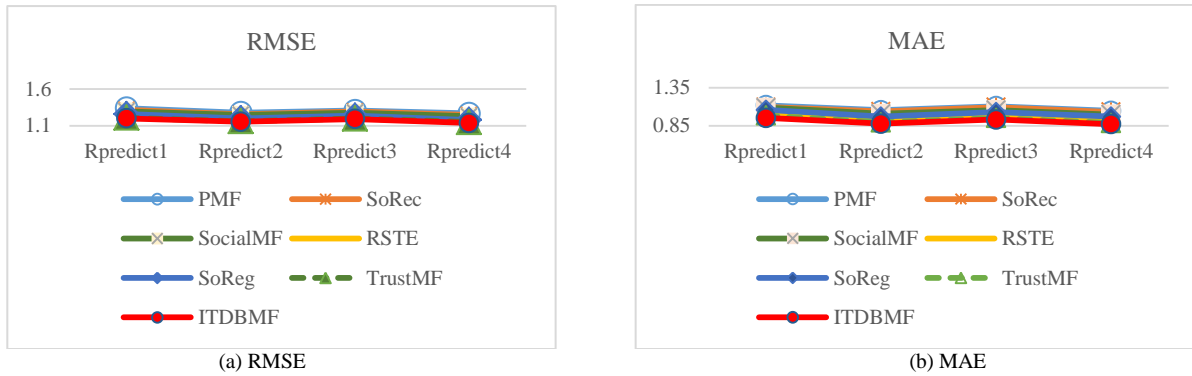 RMSE
1.6
1.1
Rpredict1 Rpredict2 Rpredict3 Rpredict4
PMF SoRec
SocialMF RSTE
SoReg TrustMF
ITDBMF
(a) RMSE
MAE
1.35
0.85
Rpredict1 Rpredict2 Rpredict3 Rpredict4
PMF SoRec
SocialMF RSTE
SoReg TrustMF
ITDBMF
(b) MAE